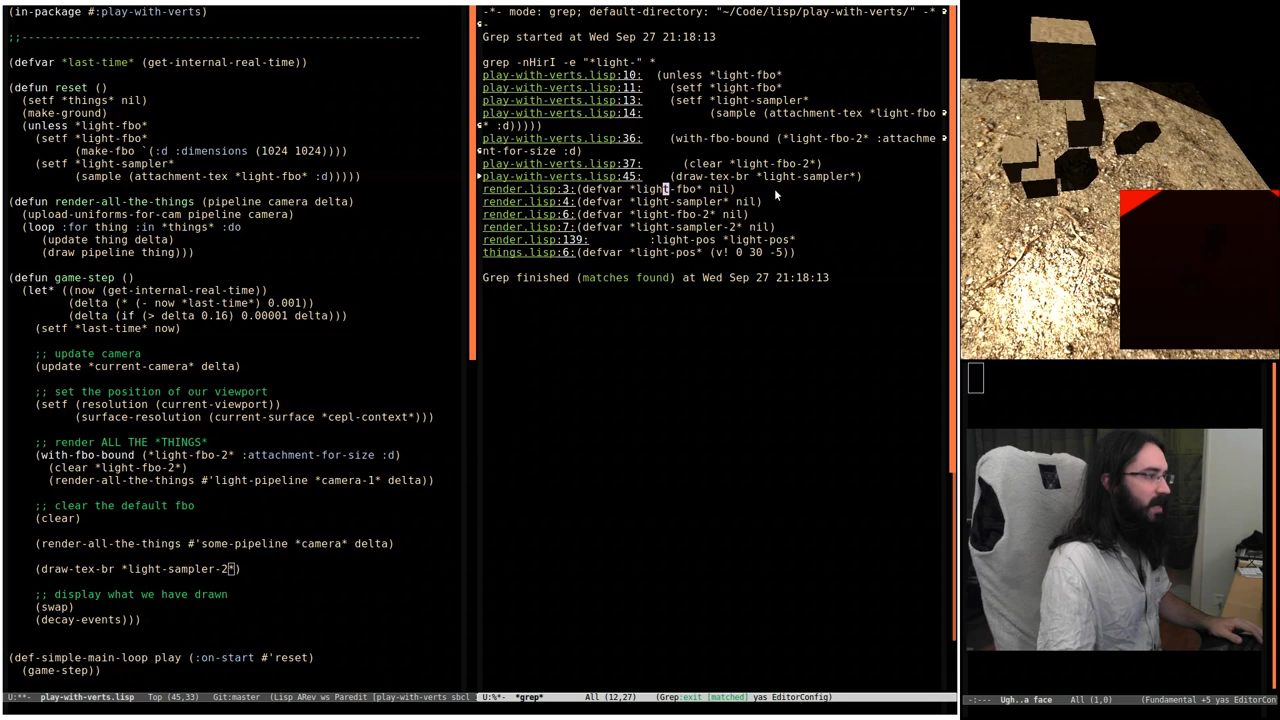 (in-package #:play-with-verts)
;;------------------------------------------------------------
(defvar *last-time* (get-internal-real-time))
(defun reset ()
(setf *things* nil)
(make-ground)
(unless *light-fbo*
(setf *light-fbo*
(make-fbo `(:d :dimensions (1024 1024))))
(setf *light-sampler*
(sample (attachment-tex *light-fbo* :d)))))
(defun render-all-the-things (pipeline camera delta)
(upload-uniforms-for-cam pipeline camera)
(loop :for thing :in *things* :do
(update thing delta)
(draw pipeline thing)))
(defun game-step ()
(let* ((now (get-internal-real-time))
(delta (* (- now *last-time*) 0.001))
(delta (if (> delta 0.16) 0.00001 delta)))
(setf *last-time* now)
;; update camera
(update *current-camera* delta)
;; set the position of our viewport
(setf (resolution (current-viewport))
(surface-resolution (current-surface *cepl-context*)))
;; render ALL THE *THINGS*
(with-fbo-bound (*light-fbo-2* :attachment-for-size :d)
(clear *light-fbo-2*)
(render-all-the-things #'light-pipeline *camera-1* delta))
;; clear the default fbo
(clear)
(render-all-the-things #'some-pipeline *camera* delta)
(draw-tex-br *light-sampler-2*)
;; display what we have drawn
(swap)
(decay-events)))
(def-simple-main-loop play (:on-start #'reset)
(game-step))
U:**- play-with-verts.lisp Top (45,33) Git:master (Lisp ARev ws Paredit [play-with-verts sbcl
-*- mode: grep; default-directory: "~/Code/lisp/play-with-verts/" -*
-
Grep started at Wed Sep 27 21:18:13
grep -nHirI -e "*light-" *
play-with-verts.lisp:10: (unless *light-fbo*
play-with-verts.lisp:11: (setf *light-fbo*
play-with-verts.lisp:13: (setf *light-sampler*
play-with-verts.lisp:14: (sample (attachment-tex *light-fbo
* :d)))))
play-with-verts.lisp:36: (with-fbo-bound (*light-fbo-2* :attachme
nt-for-size :d)
play-with-verts.lisp:37: (clear *light-fbo-2*)
play-with-verts.lisp:45: (draw-tex-br *light-sampler*)
render.lisp:3:(defvar *light-fbo* nil)
render.lisp:4:(defvar *light-sampler* nil)
render.lisp:6:(defvar *light-fbo-2* nil)
render.lisp:7:(defvar *light-sampler-2* nil)
render.lisp:139: :light-pos *light-pos*
things.lisp:6:(defvar *light-pos* (v! 0 30 -5))
Grep finished (matches found) at Wed Sep 27 21:18:13
U:%*- *grep* All (12,27) (Grep:exit [matched] yas EditorConfig)
-:--- Ugh..a face All (1,0) (Fundamental +5 yas EditorCon